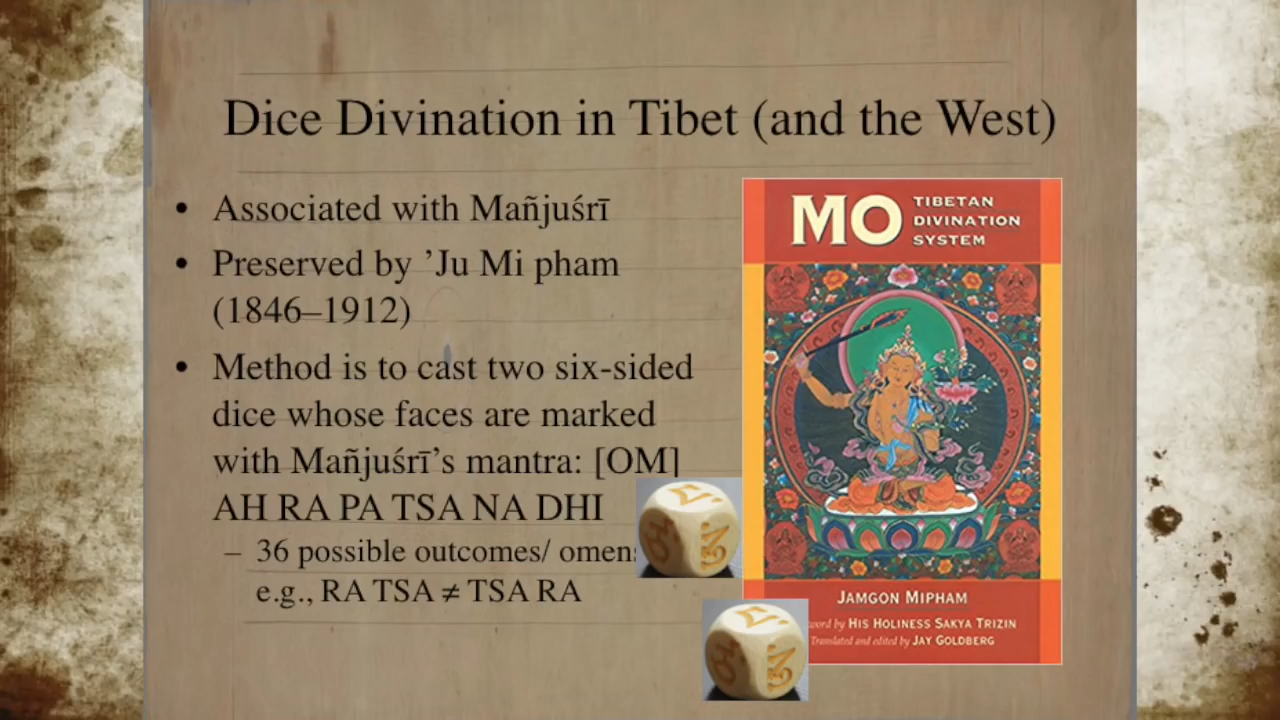 Dice Divination in Tibet (and the West)
• Associated with Mañjuśrī
• Preserved by ’Ju Mi pham
(1846–1912)
• Method is to cast two six-sided
dice whose faces are marked
with Mañjuśrī’s mantra: [OM]
AH RA PA TSA NA DHI
– 36 possible outcomes/ omens
e.g., RA TSA ≠ TSA RA
MO TIBETAN
DIVINATION
SYSTEM
JAMGON MIPHAM
by HIS HOLINESS SAKYA TRIZIN
Translated and edited by JAY GOLDBERG